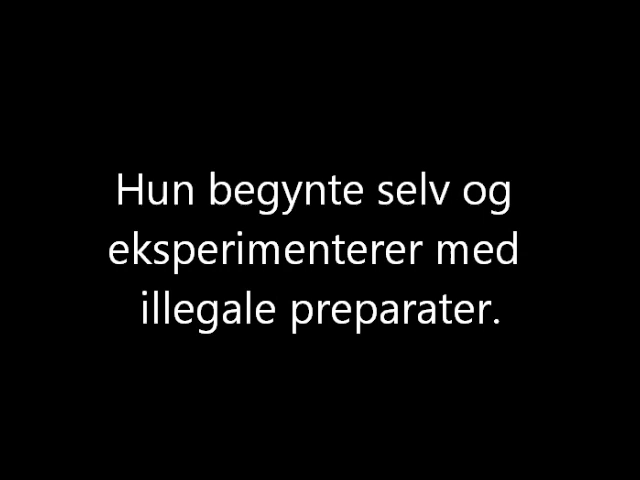 Hun begynte selv og
eksperimenterer med
illegale preparater.